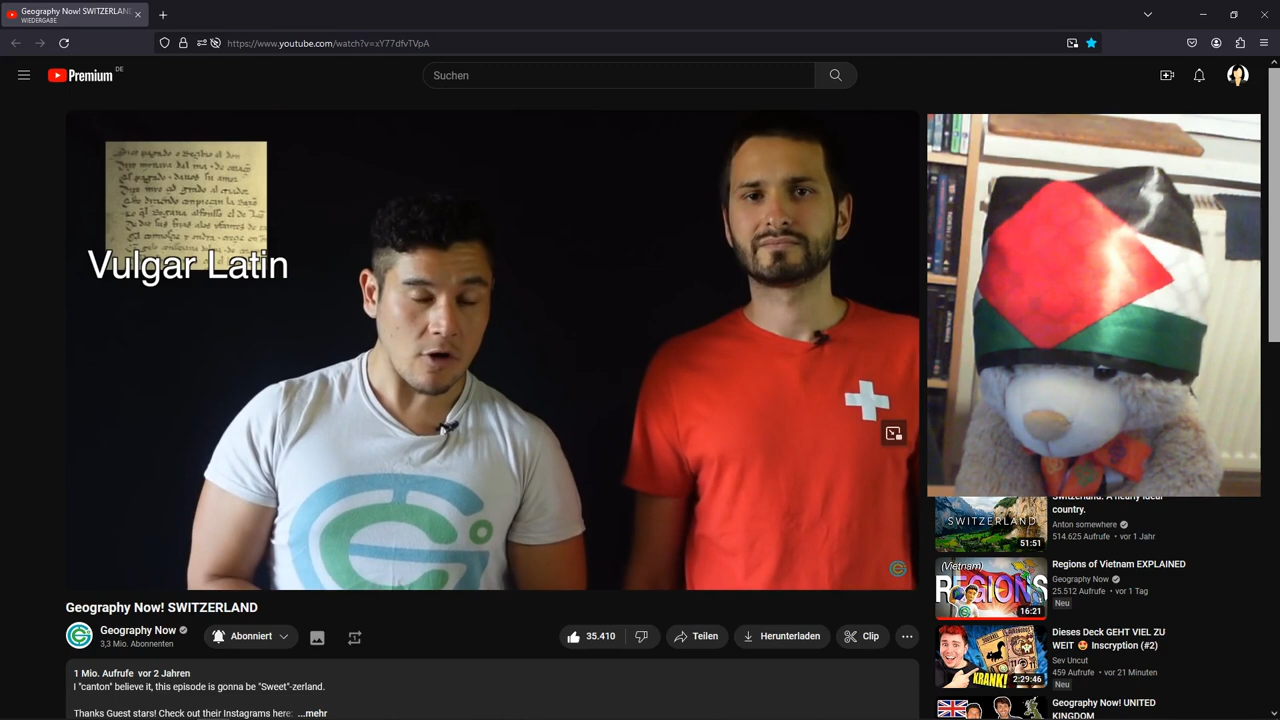 Geography Now! SWITZERLAND
WIEDERGABE
https://www.youtube.com/watch?v=xY77dfvTVpA
Premium DE
Suchen
Vulgar Latin
Geography Now! SWITZERLAND
Geography Now
3,3 Mio. Abonnenten
Abonniert
35.410
Teilen
Herunterladen
Clip
1 Mio. Aufrufe vor 2 Jahren
I "canton" believe it, this episode is gonna be "Sweet"-zerland.
Thanks Guest stars! Check out their Instagrams here: ...mehr
SWITZERLAND
51:51
country.
Anton somewhere
514.625 Aufrufe • vor 1 Jahr
(Vietnam)
REGIONS
16:21
Regions of Vietnam EXPLAINED
Geography Now
25.512 Aufrufe • vor 1 Tag
Neu
KRANK!
2:29:46
Dieses Deck GEHT VIEL ZU
WEIT 🤩 Inscryption (#2)
Sev Uncut
459 Aufrufe • vor 21 Minuten
Neu
Geography Now! UNITED
KINGDOM